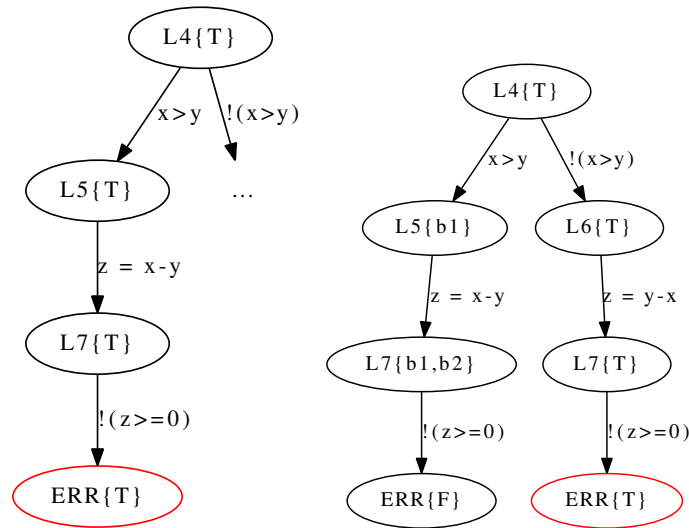 L4{T}
x>y
!(x>y)
L5{T}
...
z = x-y
L7{T}
!(z>=0)
ERR{T}
L4{T}
x>y
!(x>y)
L5{b1}
L6{T}
z = x-y
z = y-x
L7{b1,b2}
L7{T}
!(z>=0)
!(z>=0)
ERR{F}
ERR{T}